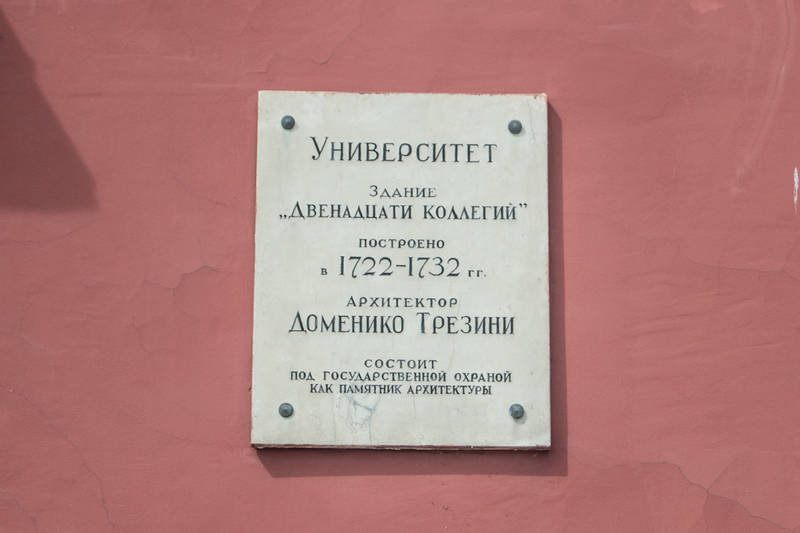 Университет
здание
„Двенадцати коллегий”
построено
в 1722-1732 гг.
архитектор
Доменико Трезини
состоит
под государственной охраной
как памятник архитектуры